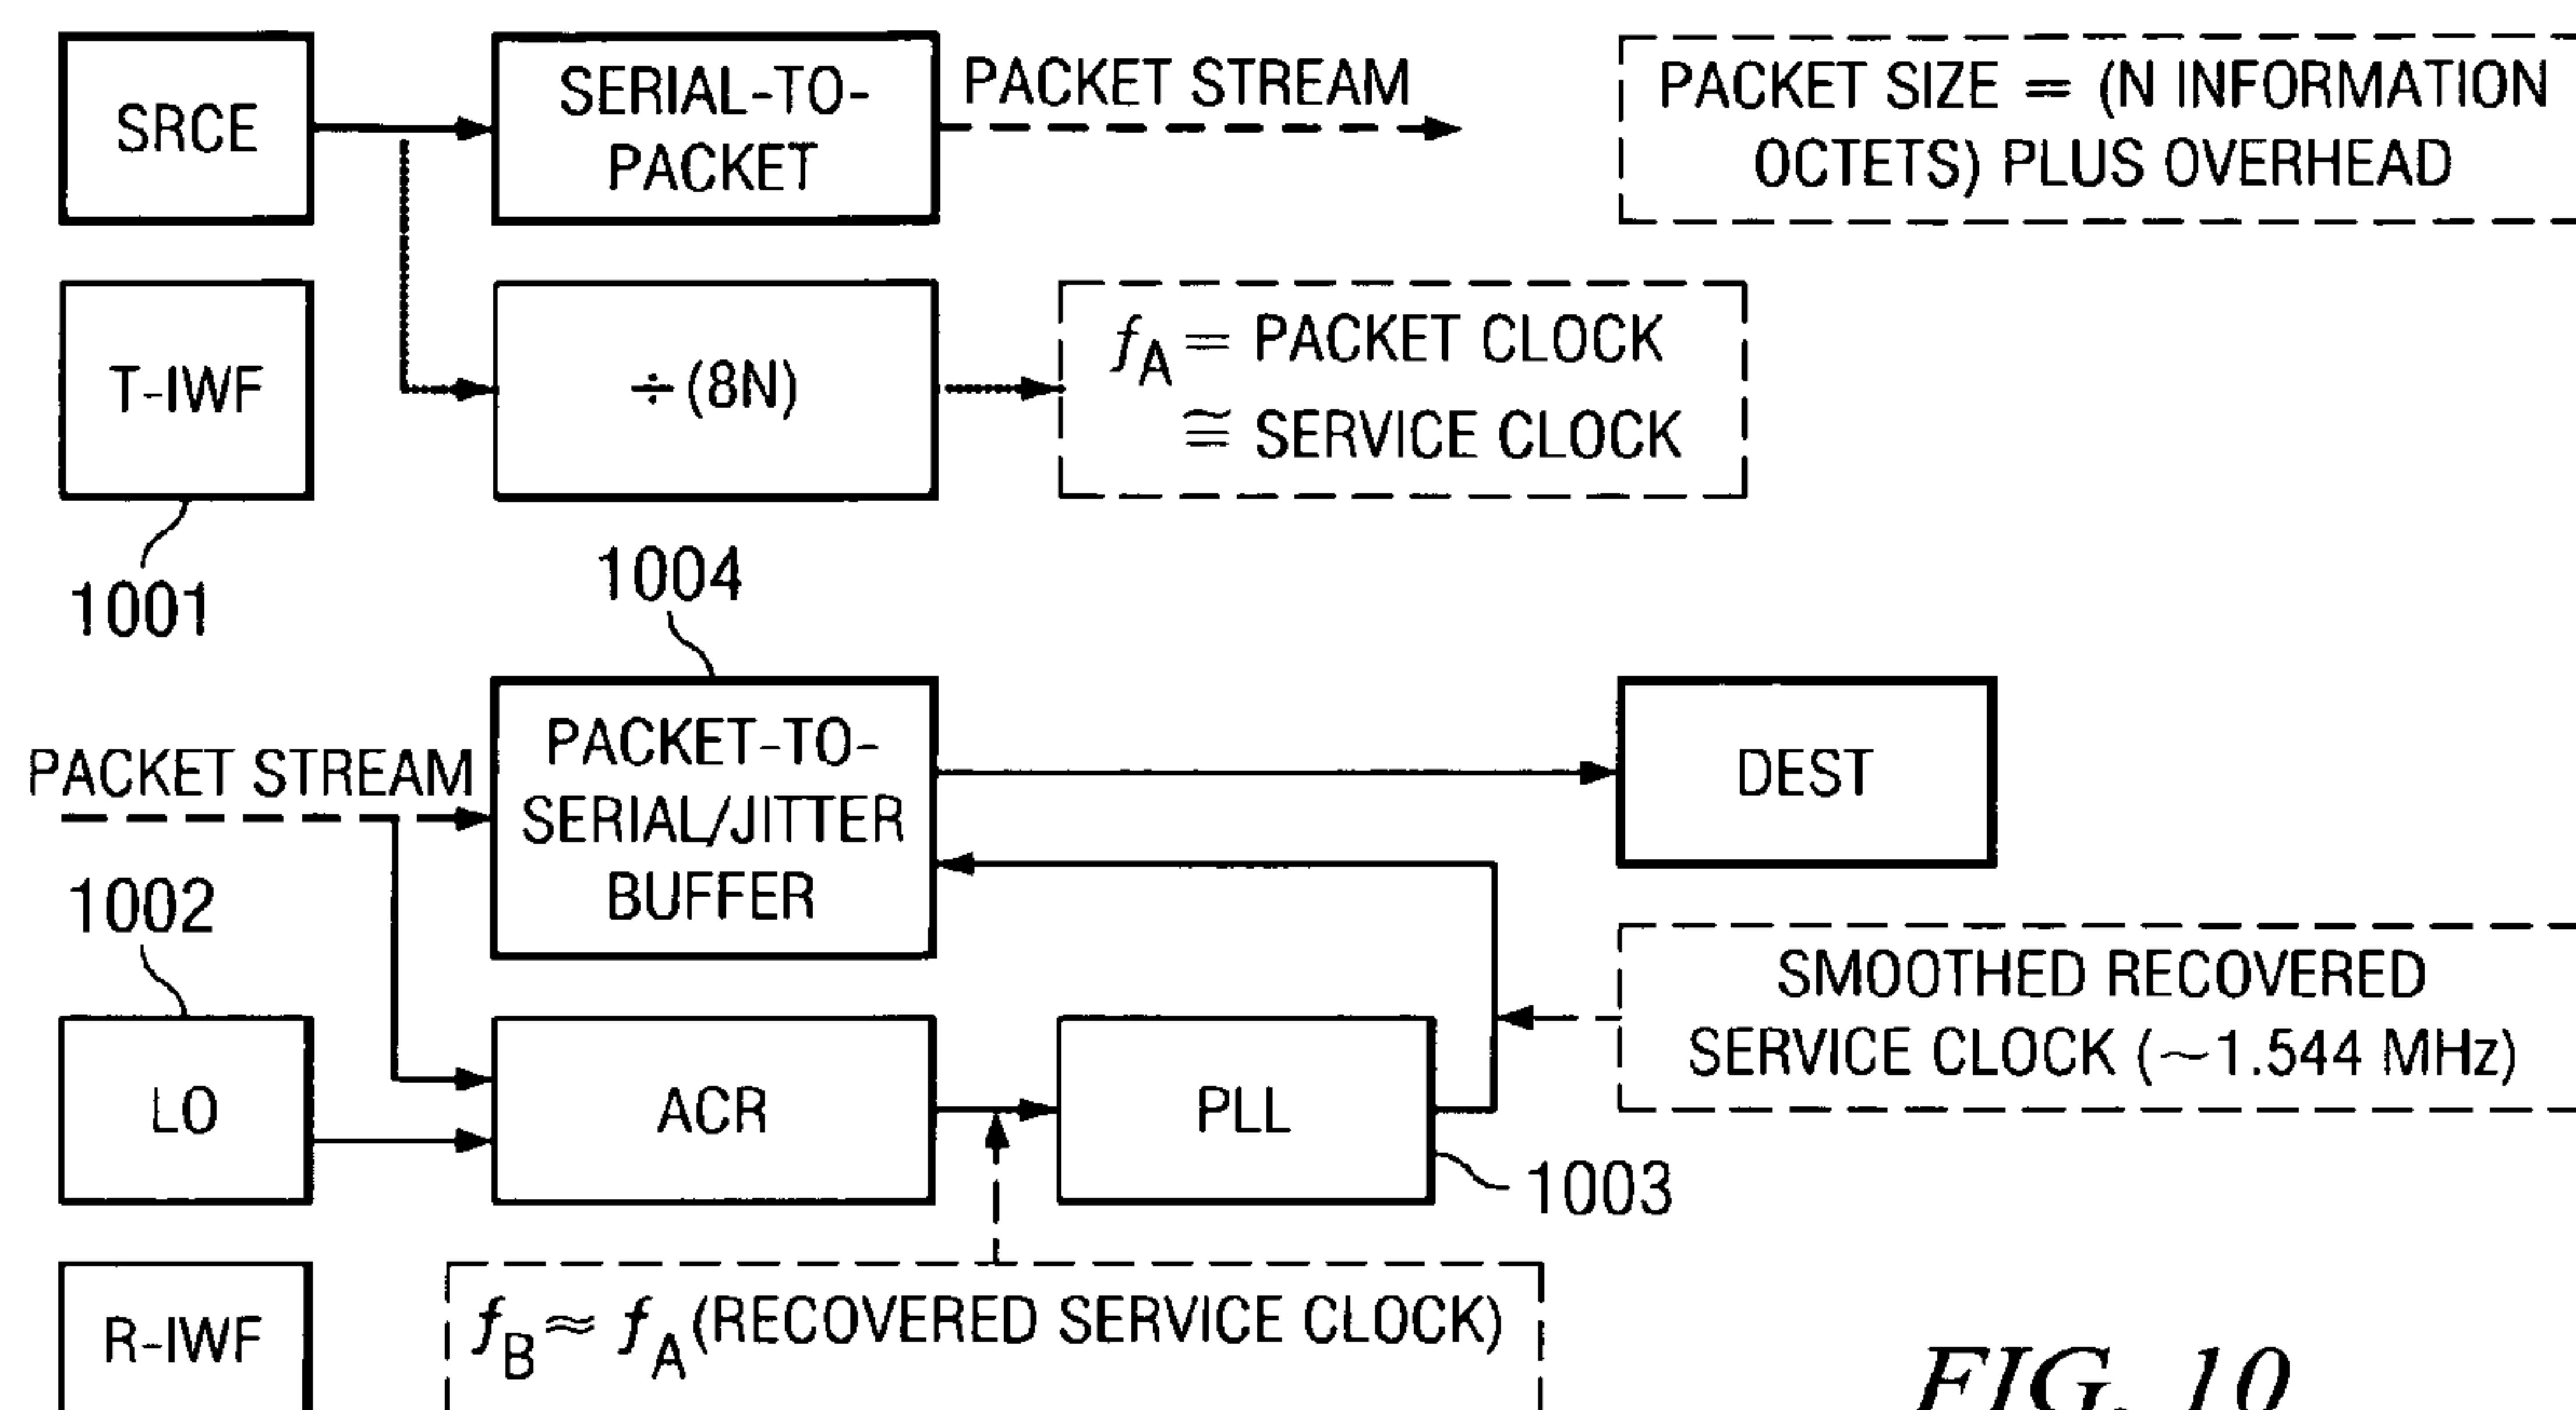 SRCE
SERIAL-TO-
PACKET
PACKET STREAM
PACKET SIZE = (N INFORMATION
OCTETS) PLUS OVERHEAD
T-IWF
÷(8N)
fA = PACKET CLOCK
≅ SERVICE CLOCK
1001
1004
PACKET STREAM
PACKET-TO-
SERIAL/JITTER
BUFFER
DEST
1002
LO
ACR
PLL
SMOOTHED RECOVERED
SERVICE CLOCK (~1.544 MHz)
1003
R-IWF
fB ≈ fA (RECOVERED SERVICE CLOCK)
FIG. 10